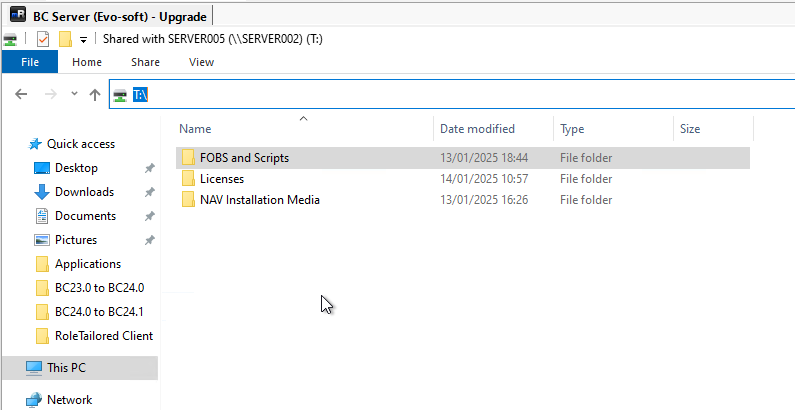 BC Server (Evo-soft) - Upgrade
Shared with SERVER005 (\\SERVER002) (T:)
File Home Share View
T:\
Name Date modified Type Size
Quick access
Desktop
Downloads
Documents
Pictures
Applications
BC23.0 to BC24.0
BC24.0 to BC24.1
RoleTailored Client
This PC
Network
FOBS and Scripts 13/01/2025 18:44 File folder
Licenses 14/01/2025 10:57 File folder
NAV Installation Media 13/01/2025 16:26 File folder